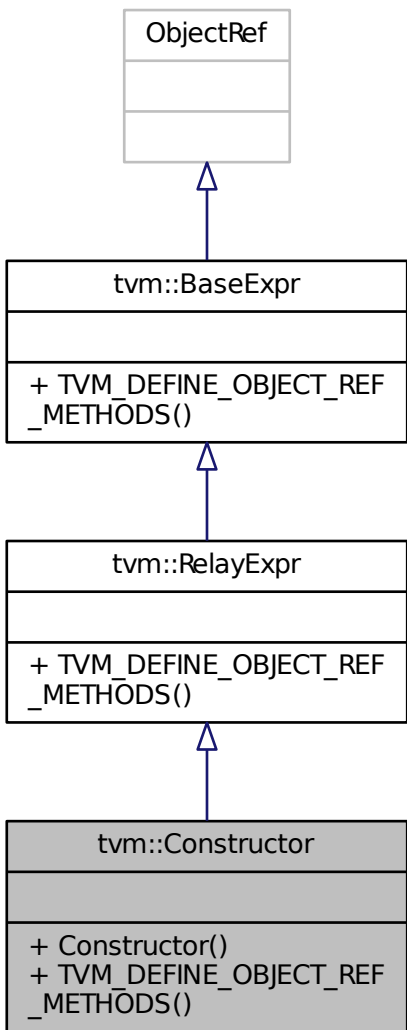 ObjectRef
tvm::BaseExpr
+ TVM_DEFINE_OBJECT_REF
_METHODS()
tvm::RelayExpr
+ TVM_DEFINE_OBJECT_REF
_METHODS()
tvm::Constructor
+ Constructor()
+ TVM_DEFINE_OBJECT_REF
_METHODS()